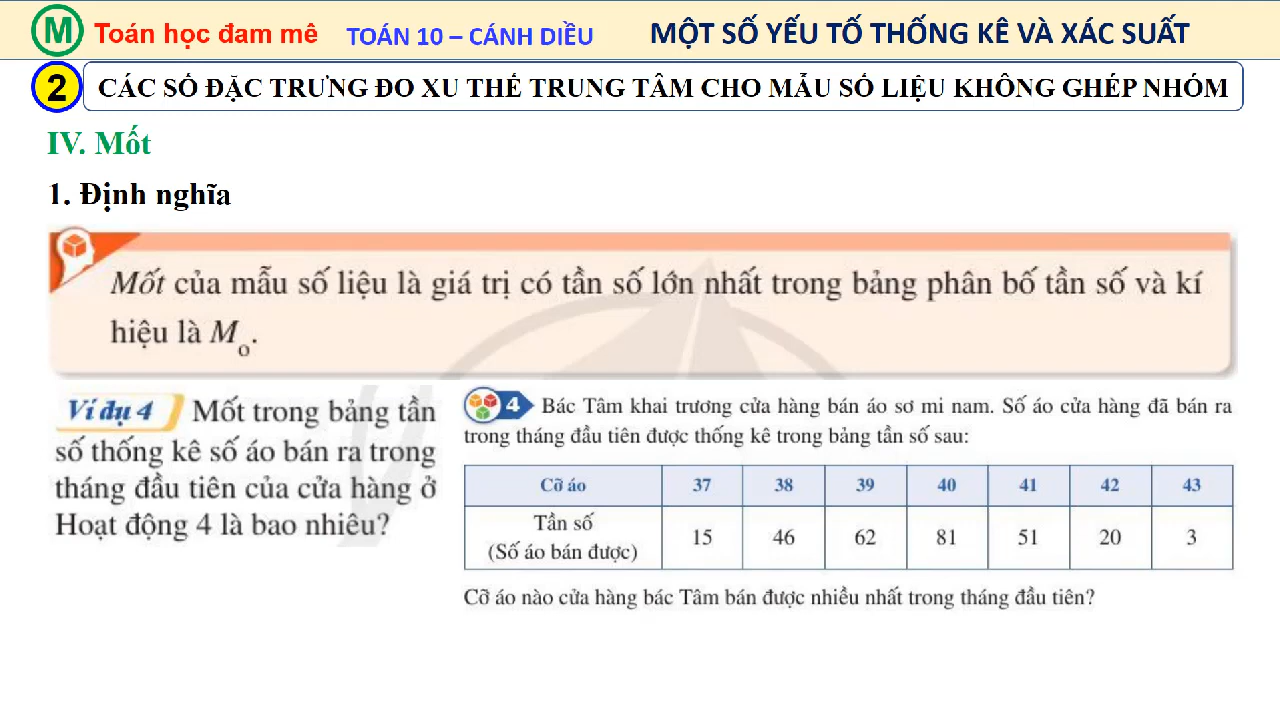 M Toán học đam mê TOÁN 10 – CÁNH DIỀU MỘT SỐ YẾU TỐ THỐNG KÊ VÀ XÁC SUẤT
2 CÁC SỐ ĐẶC TRƯNG ĐO XU THẾ TRUNG TÂM CHO MẪU SỐ LIỆU KHÔNG GHÉP NHÓM
IV. Mốt
1. Định nghĩa
Mốt của mẫu số liệu là giá trị có tần số lớn nhất trong bảng phân bố tần số và kí
hiệu là Mo.
Ví dụ 4 Mốt trong bảng tần
số thống kê số áo bán ra trong
tháng đầu tiên của cửa hàng ở
Hoạt động 4 là bao nhiêu?
4 Bác Tâm khai trương cửa hàng bán áo sơ mi nam. Số áo cửa hàng đã bán ra
trong tháng đầu tiên được thống kê trong bảng tần số sau:
Cỡ áo 37 38 39 40 41 42 43
Tần số
(Số áo bán được) 15 46 62 81 51 20 3
Cỡ áo nào cửa hàng bác Tâm bán được nhiều nhất trong tháng đầu tiên?